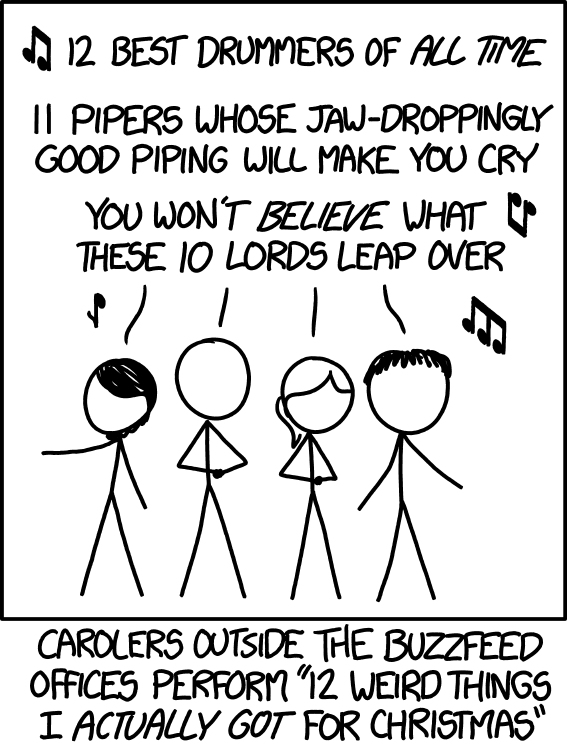 12 BEST DRUMMERS OF ALL TIME
11 PIPERS WHOSE JAW-DROPPINGLY
GOOD PIPING WILL MAKE YOU CRY
YOU WON'T BELIEVE WHAT
THESE 10 LORDS LEAP OVER
CAROLERS OUTSIDE THE BUZZFEED
OFFICES PERFORM "12 WEIRD THINGS
I ACTUALLY GOT FOR CHRISTMAS"